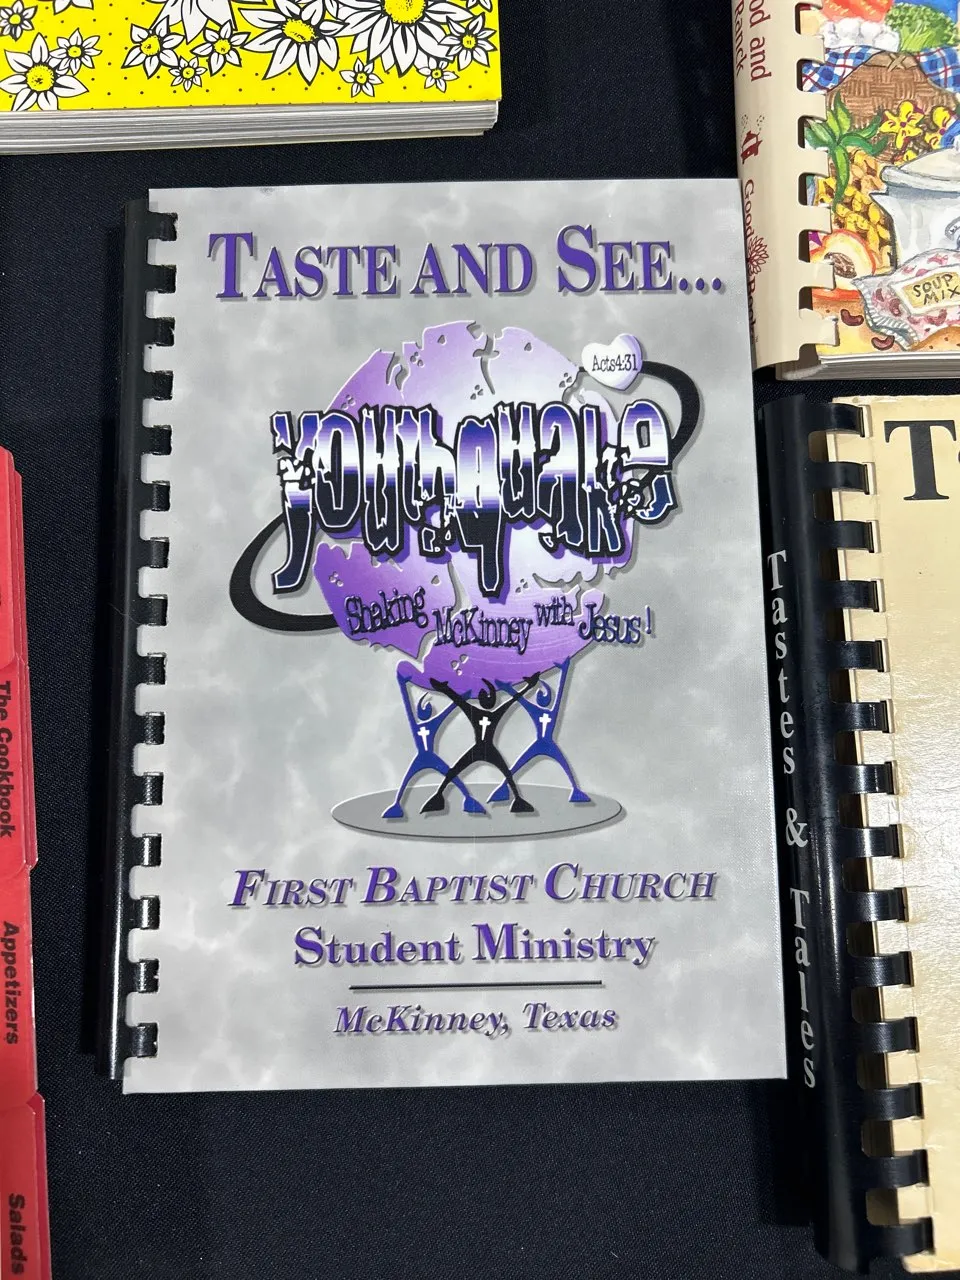 TASTE AND SEE...
Acts4:31
youthquake
Shaking McKinney with Jesus!
FIRST BAPTIST CHURCH
Student Ministry
McKinney, Texas
The Cookbook
Appetizers
Salads
Good
SOUP
MIX
Tastes & Tales